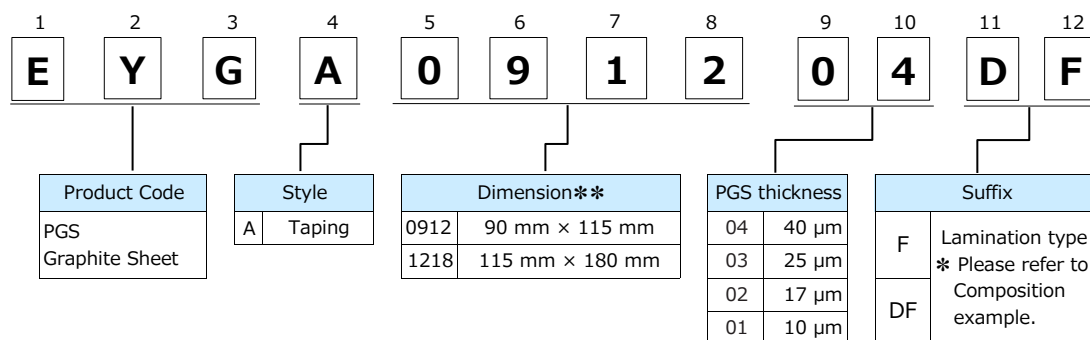 1 2 3 4 5 6 7 8 9 10 11 12
E Y G A 0 9 1 2 0 4 D F
Product Code
PGS
Graphite Sheet
Style
A Taping
Dimension✻✻
0912 90 mm × 115 mm
1218 115 mm × 180 mm
PGS thickness
04 40 µm
03 25 µm
02 17 µm
01 10 µm
Suffix
F
DF
Lamination type
✻ Please refer to
Composition
example.